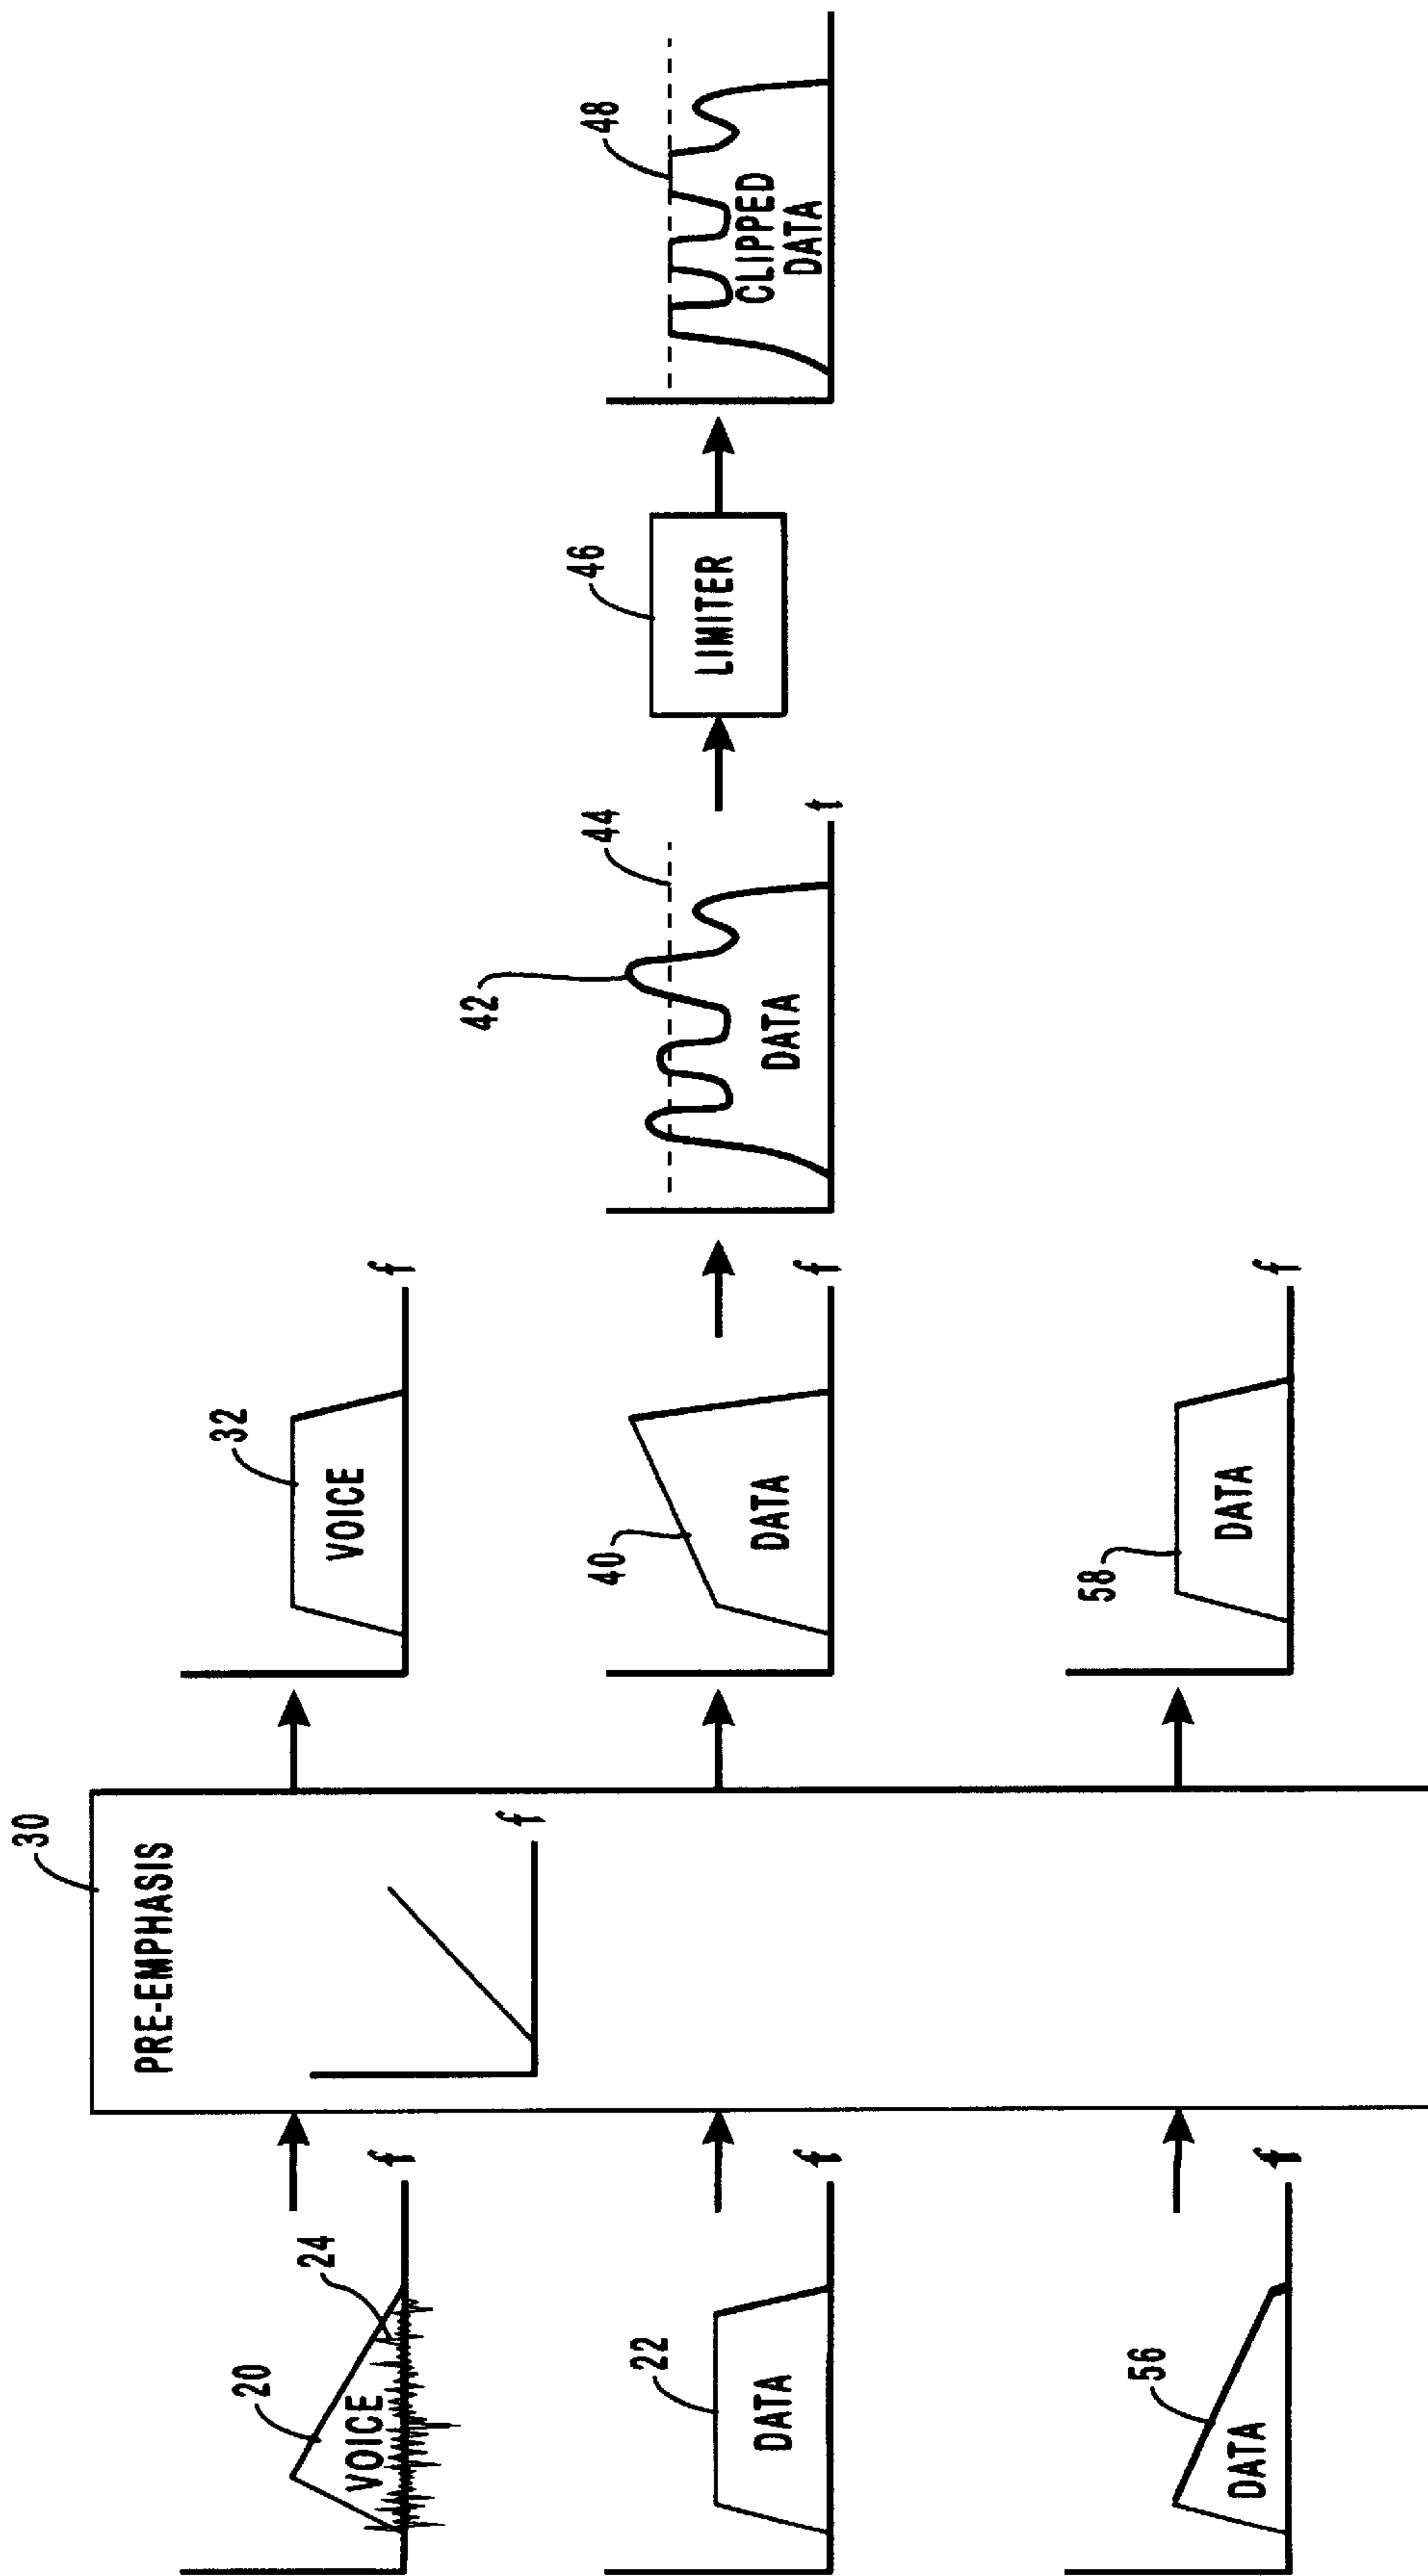 30
PRE-EMPHASIS
f
20
24
VOICE
f
32
VOICE
f
22
DATA
f
40
DATA
f
42
44
DATA
t
46
LIMITER
48
CLIPPED
DATA
56
DATA
f
58
DATA
f